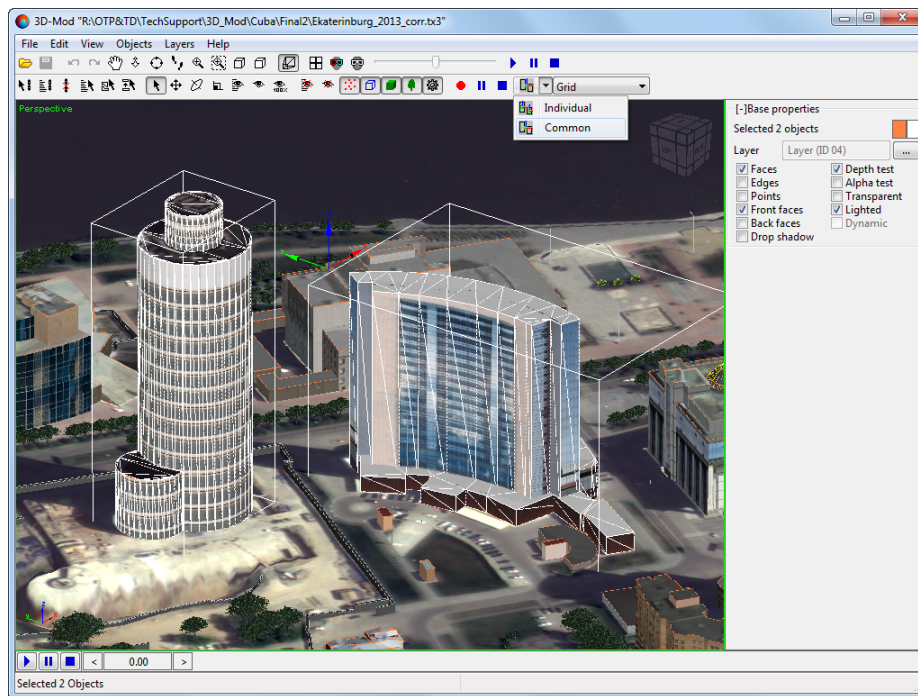 3D-Mod "R:\OTP&TD\TechSupport\3D_Mod\Cuba\Final2\Ekaterinburg_2013_corr.tx3"
File Edit View Objects Layers Help
Grid
Individual
Common
Perspective
[-]Base properties
Selected 2 objects
Layer Layer (ID 04) ...
Faces Depth test
Edges Alpha test
Points Transparent
Front faces Lighted
Back faces Dynamic
Drop shadow
< 0.00 >
Selected 2 Objects